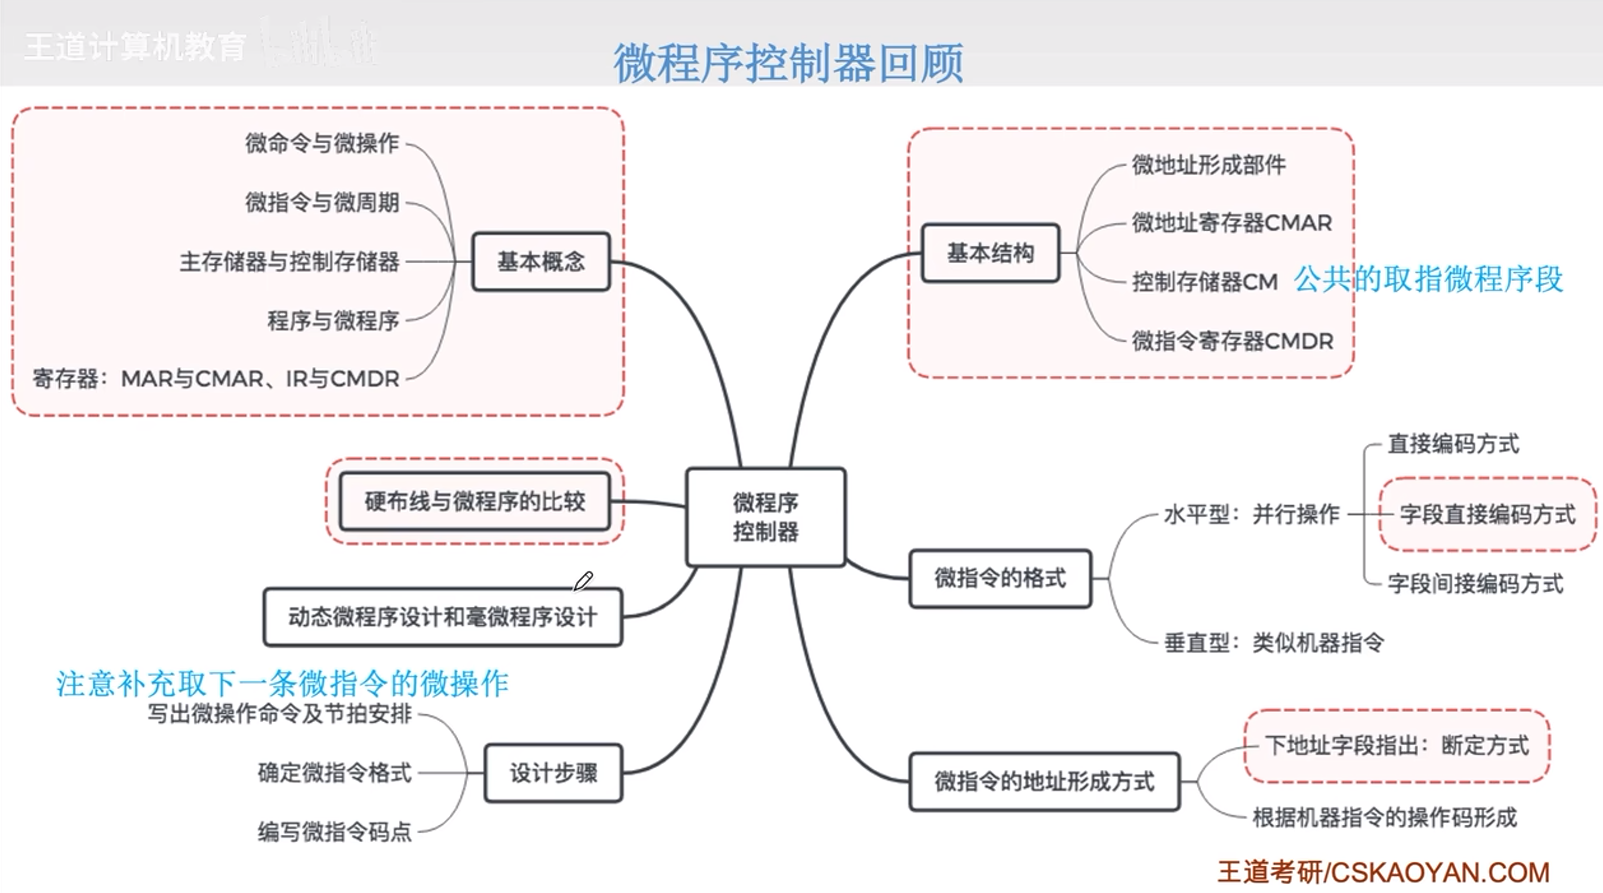 王道计算机教育
微程序控制器回顾
微命令与微操作
微指令与微周期
主存储器与控制存储器
程序与微程序
寄存器：MAR与CMAR、IR与CMDR
基本概念
硬布线与微程序的比较
动态微程序设计和毫微程序设计
注意补充取下一条微指令的微操作
写出微操作命令及节拍安排
确定微指令格式
编写微指令码点
设计步骤
微程序
控制器
基本结构
微地址形成部件
微地址寄存器CMAR
控制存储器CM
公共的取指微程序段
微指令寄存器CMDR
微指令的格式
水平型：并行操作
直接编码方式
字段直接编码方式
字段间接编码方式
垂直型：类似机器指令
微指令的地址形成方式
下地址字段指出：断定方式
根据机器指令的操作码形成
王道考研/CSKAOYAN.COM